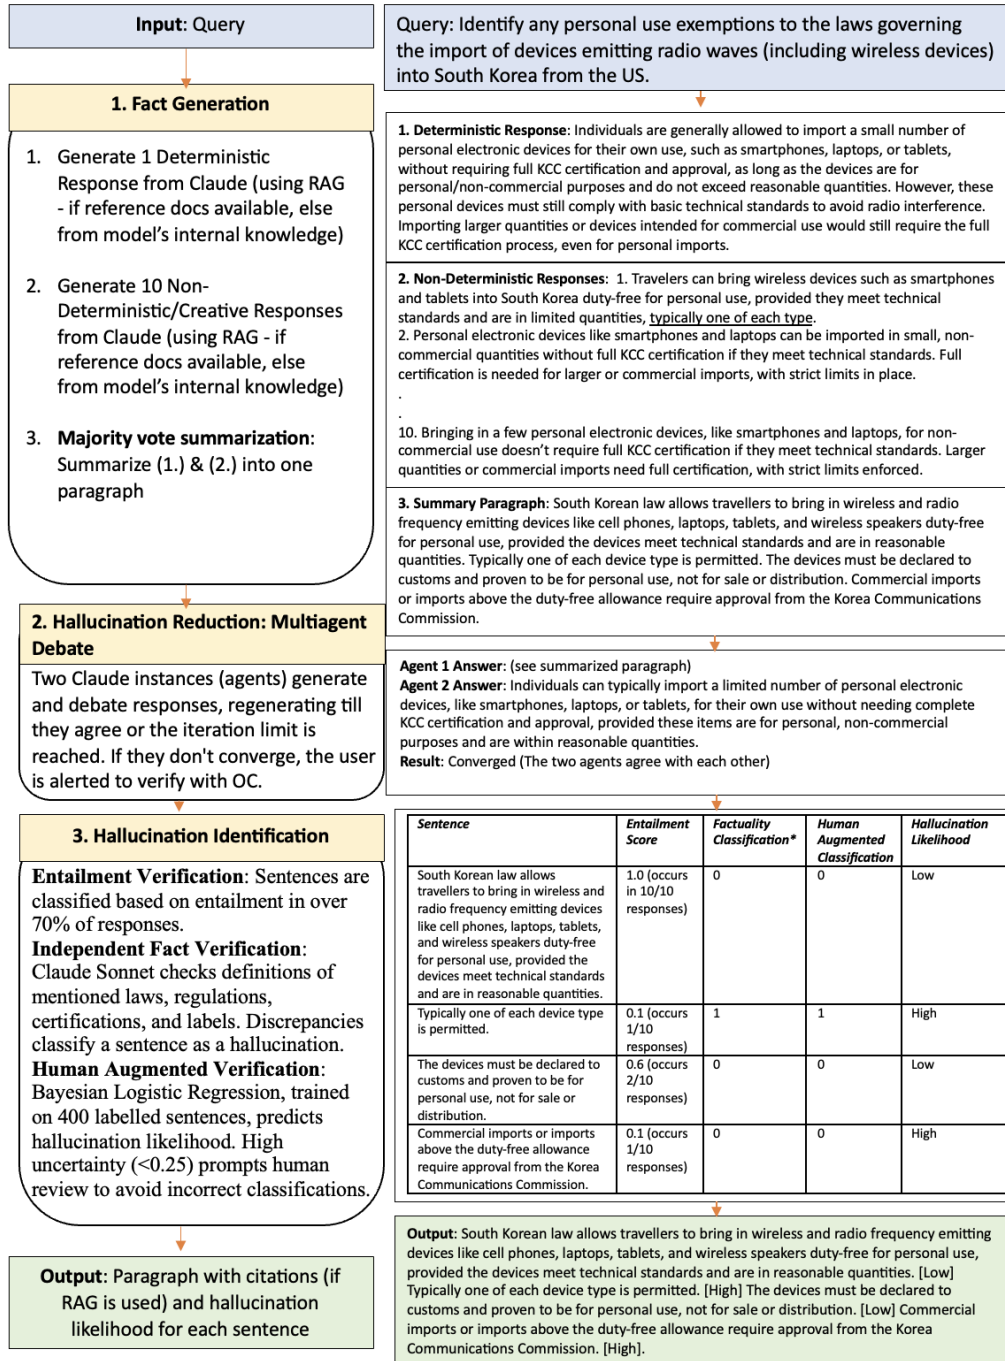 Input: Query
1. Fact Generation
1. Generate 1 Deterministic
Response from Claude (using RAG
- if reference docs available, else
from model's internal knowledge)
2. Generate 10 Non-
Deterministic/Creative Responses
from Claude (using RAG - if
reference docs available, else
from model's internal knowledge)
3. Majority vote summarization:
Summarize (1.) & (2.) into one
paragraph
2. Hallucination Reduction: Multiagent
Debate
Two Claude instances (agents) generate
and debate responses, regenerating till
they agree or the iteration limit is
reached. If they don't converge, the user
is alerted to verify with OC.
3. Hallucination Identification
Entailment Verification: Sentences are
classified based on entailment in over
70% of responses.
Independent Fact Verification:
Claude Sonnet checks definitions of
mentioned laws, regulations,
certifications, and labels. Discrepancies
classify a sentence as a hallucination.
Human Augmented Verification:
Bayesian Logistic Regression, trained
on 400 labelled sentences, predicts
hallucination likelihood. High
uncertainty (<0.25) prompts human
review to avoid incorrect classifications.
Output: Paragraph with citations (if
RAG is used) and hallucination
likelihood for each sentence
Query: Identify any personal use exemptions to the laws governing
the import of devices emitting radio waves (including wireless devices)
into South Korea from the US.
1. Deterministic Response: Individuals are generally allowed to import a small number of
personal electronic devices for their own use, such as smartphones, laptops, or tablets,
without requiring full KCC certification and approval, as long as the devices are for
personal/non-commercial purposes and do not exceed reasonable quantities. However, these
personal devices must still comply with basic technical standards to avoid radio interference.
Importing larger quantities or devices intended for commercial use would still require the full
KCC certification process, even for personal imports.
2. Non-Deterministic Responses: 1. Travelers can bring wireless devices such as smartphones
and tablets into South Korea duty-free for personal use, provided they meet technical
standards and are in limited quantities, typically one of each type.
2. Personal electronic devices like smartphones and laptops can be imported in small, non-
commercial quantities without full KCC certification if they meet technical standards. Full
certification is needed for larger or commercial imports, with strict limits in place.
.
.
10. Bringing in a few personal electronic devices, like smartphones and laptops, for non-
commercial use doesn't require full KCC certification if they meet technical standards. Larger
quantities or commercial imports need full certification, with strict limits enforced.
3. Summary Paragraph: South Korean law allows travellers to bring in wireless and radio
frequency emitting devices like cell phones, laptops, tablets, and wireless speakers duty-free
for personal use, provided the devices meet technical standards and are in reasonable
quantities. Typically one of each device type is permitted. The devices must be declared to
customs and proven to be for personal use, not for sale or distribution. Commercial imports
or imports above the duty-free allowance require approval from the Korea Communications
Commission.
Agent 1 Answer: (see summarized paragraph)
Agent 2 Answer: Individuals can typically import a limited number of personal electronic
devices, like smartphones, laptops, or tablets, for their own use without needing complete
KCC certification and approval, provided these items are for personal, non-commercial
purposes and are within reasonable quantities.
Result: Converged (The two agents agree with each other)
Sentence
Entailment
Score
Factuality
Classification*
Human
Augmented
Classification
Hallucination
Likelihood
South Korean law allows
travellers to bring in wireless and
radio frequency emitting devices
like cell phones, laptops, tablets,
and wireless speakers duty-free
for personal use, provided the
devices meet technical standards
and are in reasonable quantities.
1.0 (occurs
in 10/10
responses)
0
0
Low
Typically one of each device type
is permitted.
0.1 (occurs
1/10
responses)
1
1
High
The devices must be declared to
customs and proven to be for
personal use, not for sale or
distribution.
0.6 (occurs
2/10
responses)
0
0
Low
Commercial imports or imports
above the duty-free allowance
require approval from the Korea
Communications Commission.
0.1 (occurs
1/10
responses)
0
0
High
Output: South Korean law allows travellers to bring in wireless and radio frequency emitting
devices like cell phones, laptops, tablets, and wireless speakers duty-free for personal use,
provided the devices meet technical standards and are in reasonable quantities. [Low]
Typically one of each device type is permitted. [High] The devices must be declared to
customs and proven to be for personal use, not for sale or distribution. [Low] Commercial
imports or imports above the duty-free allowance require approval from the Korea
Communications Commission. [High].